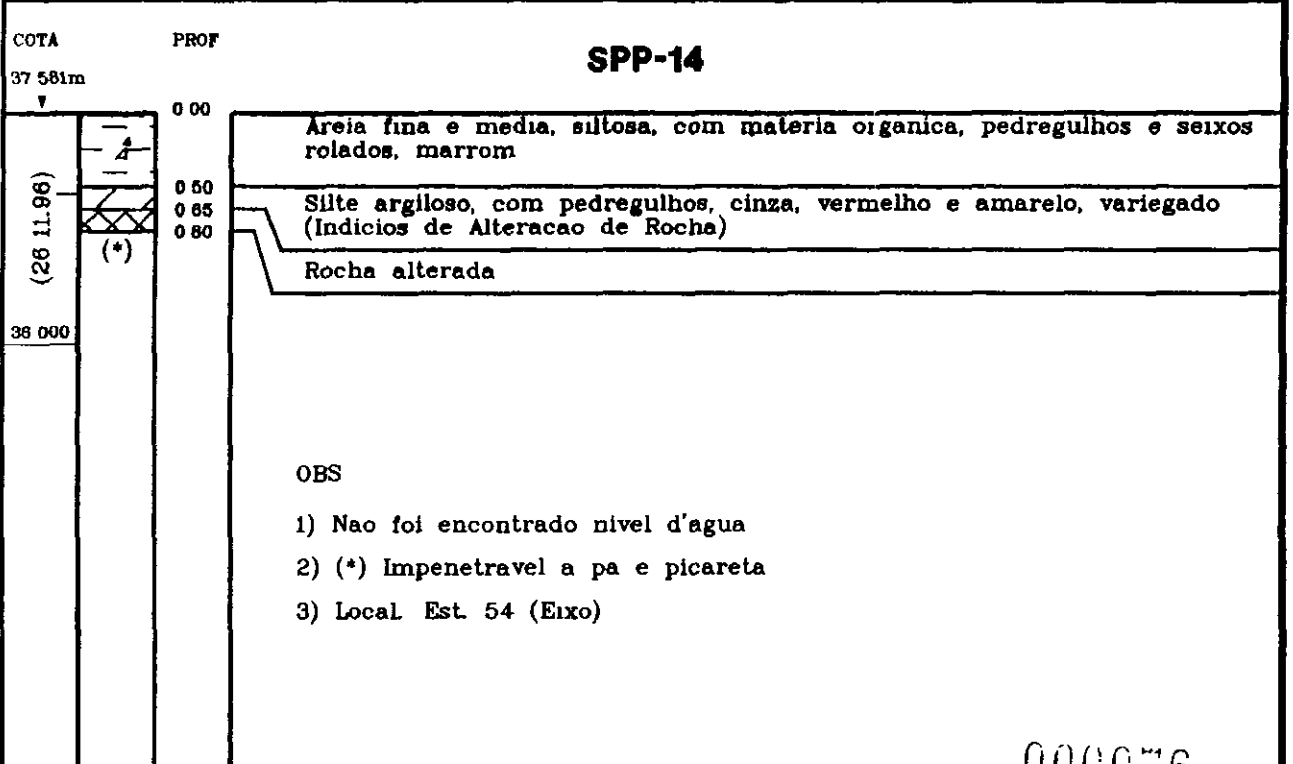 COTA
PROF
SPP-14
37 581m
0 00
Areia fina e media, siltosa, com materia organica, pedregulhos e seixos
rolados, marrom
0 50
Silte argiloso, com pedregulhos, cinza, vermelho e amarelo, variegado
(Indicios de Alteracao de Rocha)
0 65
0 80
(26 11.96)
(*)
Rocha alterada
36 000
OBS
1) Nao foi encontrado nivel d'agua
2) (*) Impenetravel a pa e picareta
3) Local. Est. 54 (Eixo)